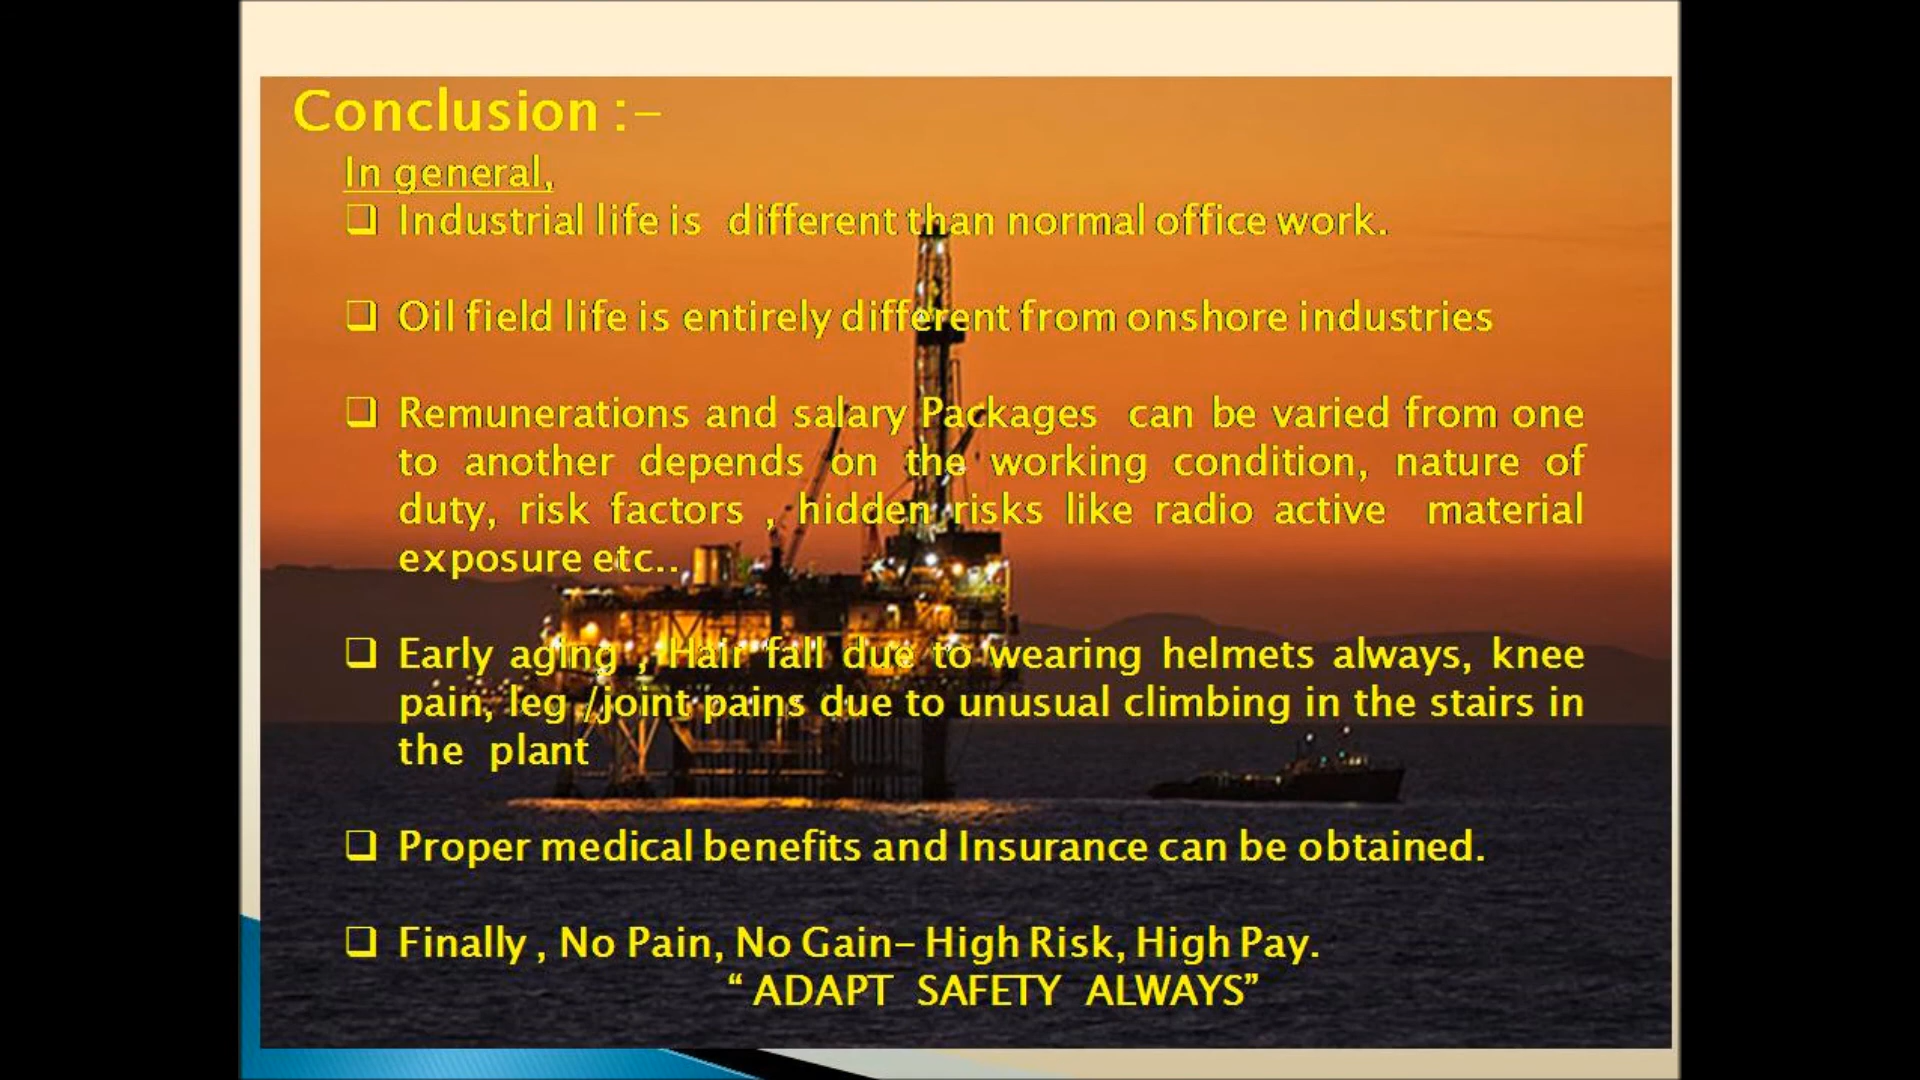 Conclusion :-
In general,
❑ Industrial life is different than normal office work.
❑ Oil field life is entirely different from onshore industries
❑ Remunerations and salary Packages can be varied from one
to another depends on the working condition, nature of
duty, risk factors , hidden risks like radio active material
exposure etc..
❑ Early aging , Hair fall due to wearing helmets always, knee
pain, leg /joint pains due to unusual climbing in the stairs in
the plant
❑ Proper medical benefits and Insurance can be obtained.
❑ Finally , No Pain, No Gain- High Risk, High Pay.
“ ADAPT SAFETY ALWAYS”